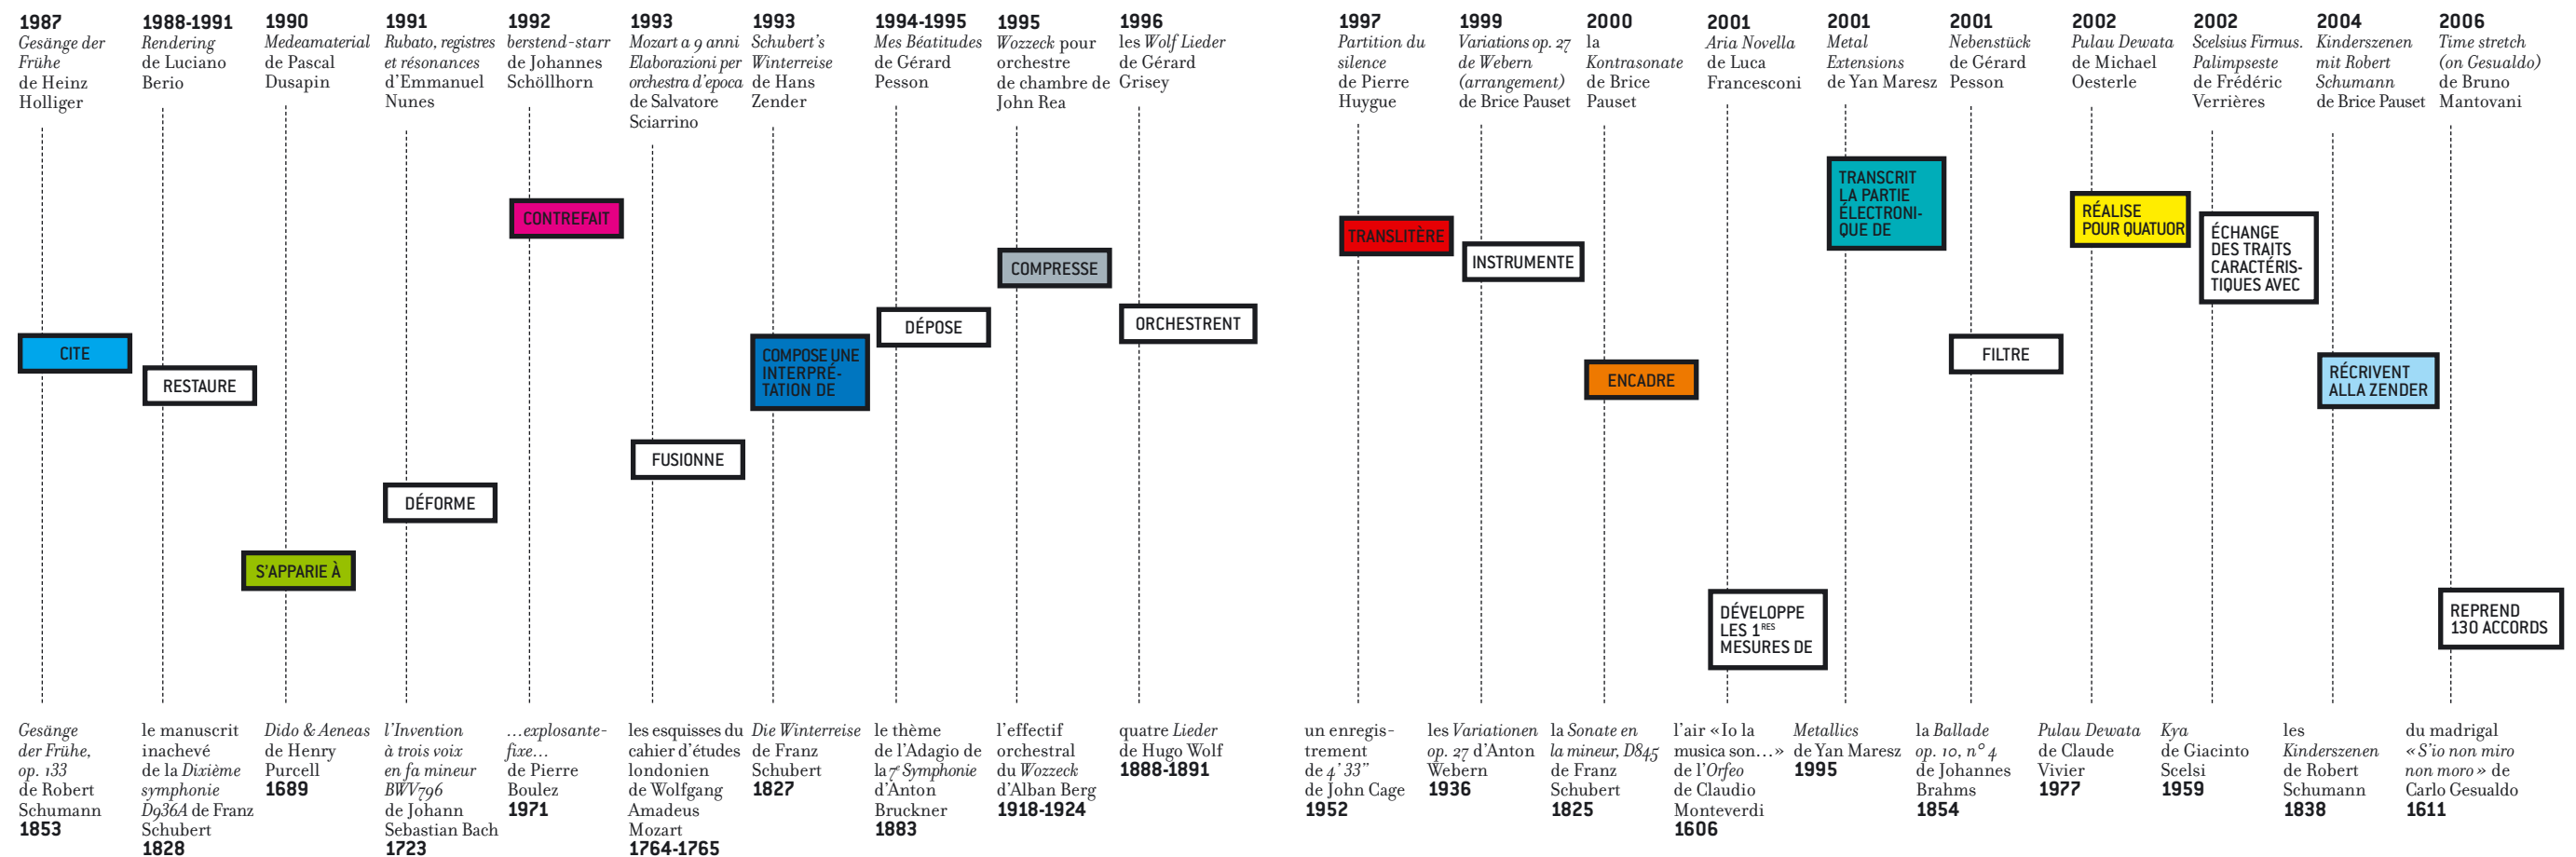 1987
Gesänge der
Frühe
de Heinz
Holliger
CITE
Gesänge
der Frühe,
op. 133
de Robert
Schumann
1853
1988-1991
Rendering
de Luciano
Berio
RESTAURE
le manuscrit
inachevé
de la Dixième
symphonie
D936A de Franz
Schubert
1828
1990
Medeamaterial
de Pascal
Dusapin
S'APPARIE À
Dido & Aeneas
de Henry
Purcell
1689
1991
Rubato, registres
et résonances
d'Emmanuel
Nunes
DÉFORME
l'Invention
à trois voix
en fa mineur
BWV796
de Johann
Sebastian Bach
1723
1992
berstend-starr
de Johannes
Schöllhorn
CONTREFAIT
…explosante-
fixe…
de Pierre
Boulez
1971
1993
Mozart a 9 anni
Elaborazioni per
orchestra d'epoca
de Salvatore
Sciarrino
FUSIONNE
les esquisses du
cahier d'études
londonien
de Wolfgang
Amadeus
Mozart
1764-1765
1993
Schubert's
Winterreise
de Hans
Zender
COMPOSE UNE
INTERPRÉ-
TATION DE
Die Winterreise
de Franz
Schubert
1827
1994-1995
Mes Béatitudes
de Gérard
Pesson
DÉPOSE
le thème
de l'Adagio de
la 7e Symphonie
d'Anton
Bruckner
1883
1995
Wozzeck pour
orchestre
de chambre de
John Rea
COMPRESSE
l'effectif
orchestral
du Wozzeck
d'Alban Berg
1918-1924
1996
les Wolf Lieder
de Gérard
Grisey
ORCHESTRENT
quatre Lieder
de Hugo Wolf
1888-1891
1997
Partition du
silence
de Pierre
Huygue
TRANSLITÈRE
un enregis-
trement
de 4' 33"
de John Cage
1952
1999
Variations op. 27
de Webern
(arrangement)
de Brice Pauset
INSTRUMENTE
les Variationen
op. 27 d'Anton
Webern
1936
2000
la
Kontrasonate
de Brice
Pauset
ENCADRE
la Sonate en
la mineur, D845
de Franz
Schubert
1825
2001
Aria Novella
de Luca
Francesconi
DÉVELOPPE
LES 1RES
MESURES DE
l'air «Io la
musica son…»
de l'Orfeo
de Claudio
Monteverdi
1606
2001
Metal
Extensions
de Yan Maresz
TRANSCRIT
LA PARTIE
ÉLECTRONI-
QUE DE
Metallics
de Yan Maresz
1995
2001
Nebenstück
de Gérard
Pesson
FILTRE
la Ballade
op. 10, n° 4
de Johannes
Brahms
1854
2002
Pulau Dewata
de Michael
Oesterle
RÉALISE
POUR QUATUOR
Pulau Dewata
de Claude
Vivier
1977
2002
Scelsius Firmus.
Palimpseste
de Frédéric
Verrières
ÉCHANGE
DES TRAITS
CARACTÉRIS-
TIQUES AVEC
Kya
de Giacinto
Scelsi
1959
2004
Kinderszenen
mit Robert
Schumann
de Brice Pauset
RÉCRIVENT
ALLA ZENDER
les
Kinderszenen
de Robert
Schumann
1838
2006
Time stretch
(on Gesualdo)
de Bruno
Mantovani
REPREND
130 ACCORDS
du madrigal
«S'io non miro
non moro» de
Carlo Gesualdo
1611